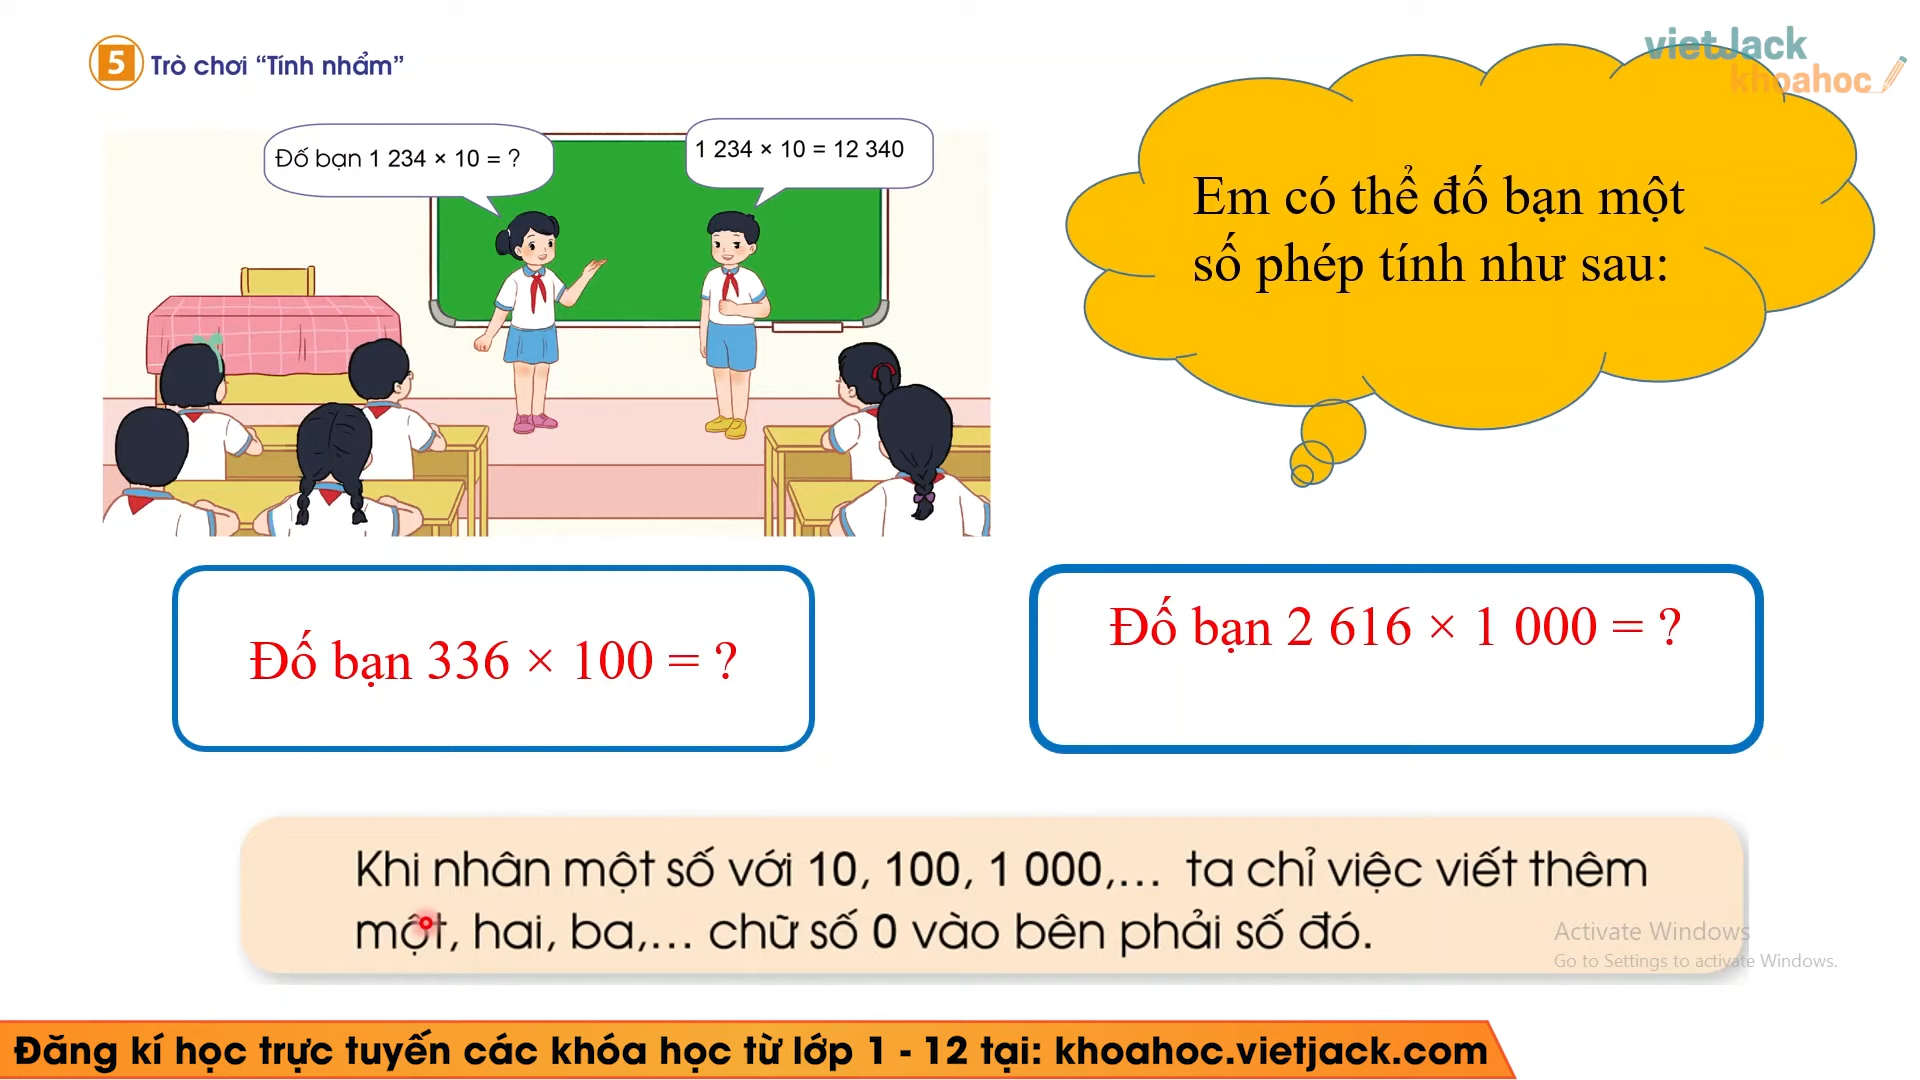 5 Trò chơi “Tính nhẩm”
vietJack
khoahoc
Đố bạn 1 234 × 10 = ?
1 234 × 10 = 12 340
Em có thể đố bạn một
số phép tính như sau:
Đố bạn 336 × 100 = ?
Đố bạn 2 616 × 1 000 = ?
Khi nhân một số với 10, 100, 1 000,... ta chỉ việc viết thêm
một, hai, ba,... chữ số 0 vào bên phải số đó.
Activate Windows
Go to Settings to activate Windows.
Đăng kí học trực tuyến các khóa học từ lớp 1 - 12 tại: khoahoc.vietjack.com